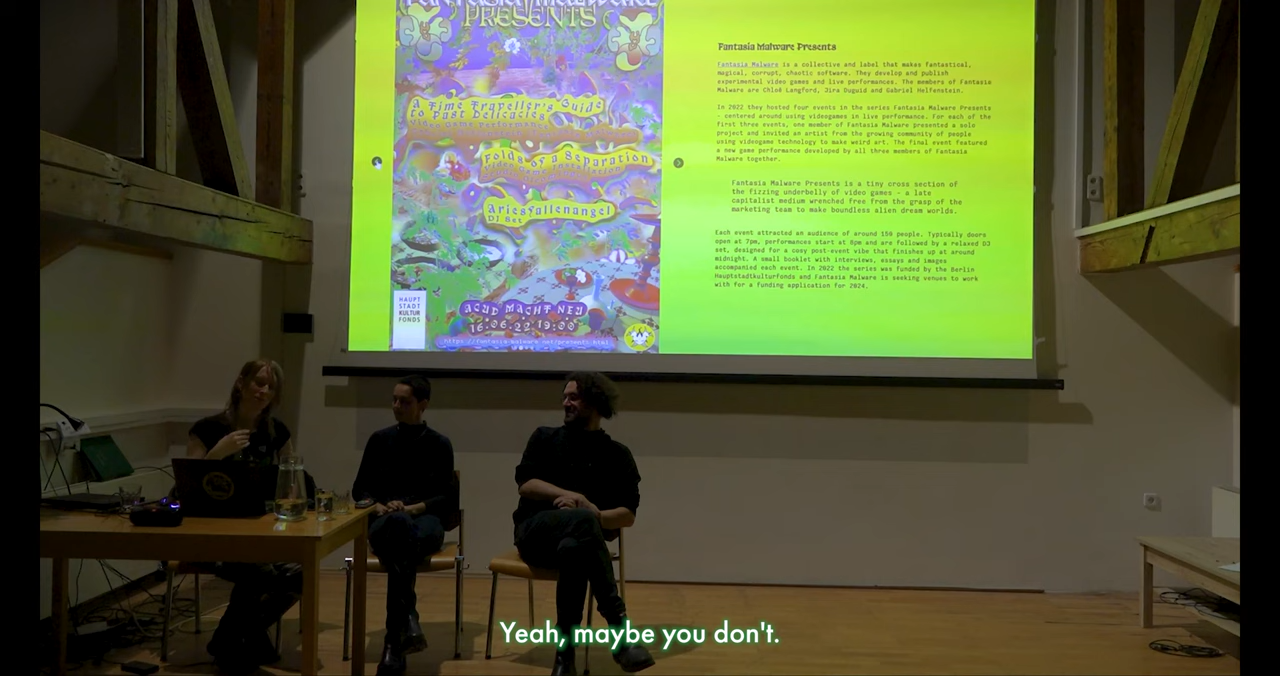 PRESENTS
A Time Traveller's Guide
to Past Delicacies
Video Game Performance
Folds of a Separation
Video Game Installation
Ariesfallenangel
DJ Set
HAUPT
STADT
KULTUR
FONDS
ACUD MACHT NEU
16.06.22 19:00
Fantasia Malware Presents
Fantasia Malware is a collective and label that makes fantastical,
magical, corrupt, chaotic software. They develop and publish
experimental video games and live performances. The members of Fantasia
Malware are Chloê Langford, Jira Duguid and Gabriel Helfenstein.
In 2022 they hosted four events in the series Fantasia Malware Presents
- centered around using videogames in live performance. For each of the
first three events, one member of Fantasia Malware presented a solo
project and invited an artist from the growing community of people
using videogame technology to make weird art. The final event featured
a new game performance developed by all three members of Fantasia
Malware together.
Fantasia Malware Presents is a tiny cross section of
the fizzing underbelly of video games - a late
capitalist medium wrenched free from the grasp of the
marketing team to make boundless alien dream worlds.
Each event attracted an audience of around 150 people. Typically doors
open at 7pm, performances start at 8pm and are followed by a relaxed DJ
set, designed for a cosy post-event vibe that finishes up at around
midnight. A small booklet with interviews, essays and images
accompanied each event. In 2022 the series was funded by the Berlin
Hauptstadtkulturfonds and Fantasia Malware is seeking venues to work
with for a funding application for 2024.
Yeah, maybe you don't.